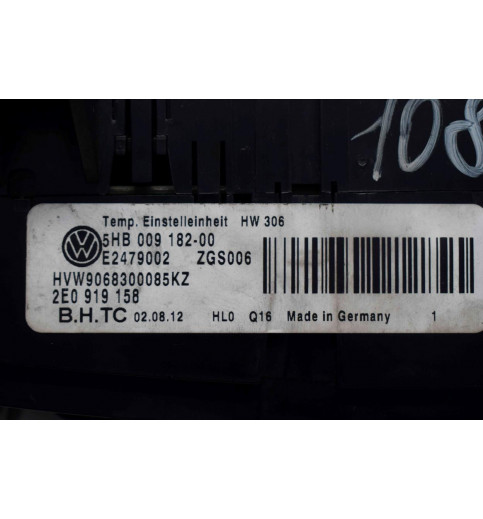 108
Temp. Einstelleinheit HW 306
5HB 009 182-00
E2479002 ZGS006
HVW9068300085KZ
2E0 919 158
B.H.TC 02.08.12 HL0 Q16 Made in Germany 1